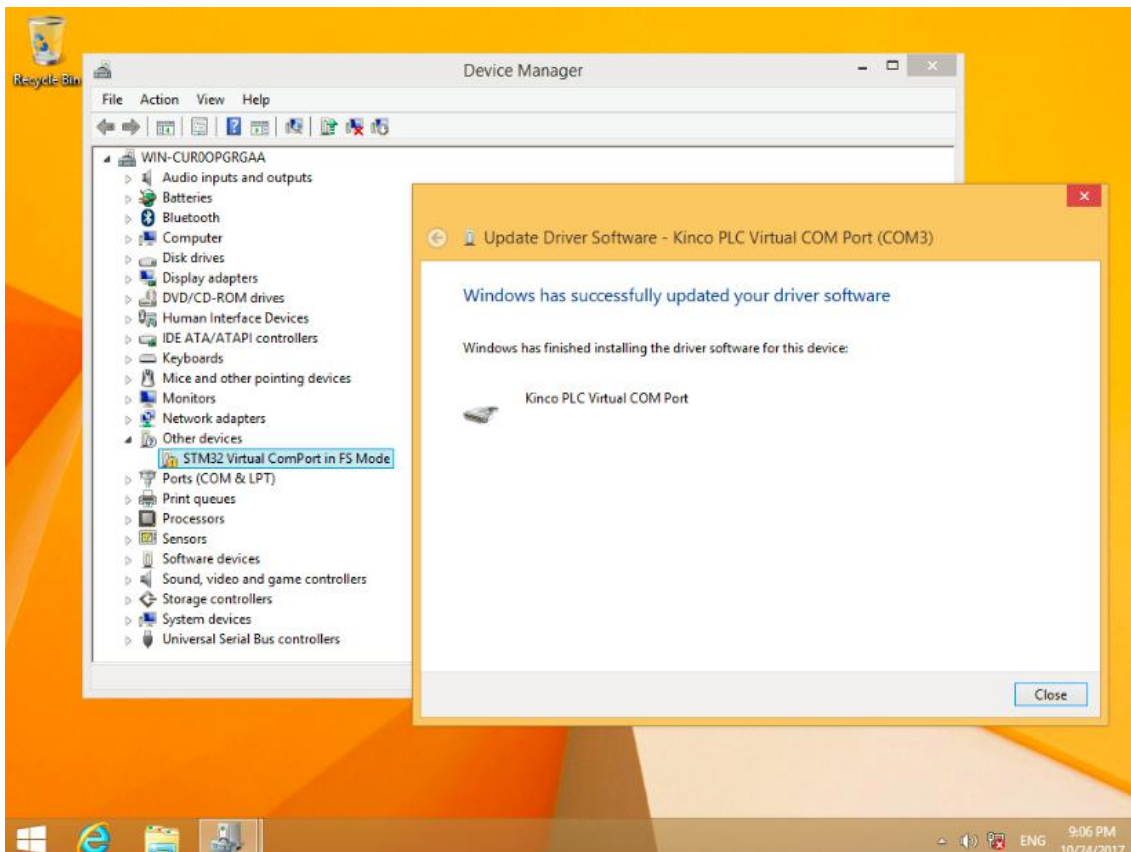 Recycle Bin
Device Manager
File Action View Help
WIN-CUR0OPGRGAA
Audio inputs and outputs
Batteries
Bluetooth
Computer
Disk drives
Display adapters
DVD/CD-ROM drives
Human Interface Devices
IDE ATA/ATAPI controllers
Keyboards
Mice and other pointing devices
Monitors
Network adapters
Other devices
STM32 Virtual ComPort in FS Mode
Ports (COM & LPT)
Print queues
Processors
Sensors
Software devices
Sound, video and game controllers
Storage controllers
System devices
Universal Serial Bus controllers
Update Driver Software - Kinco PLC Virtual COM Port (COM3)
Windows has successfully updated your driver software
Windows has finished installing the driver software for this device:
Kinco PLC Virtual COM Port
Close
ENG
9:06 PM
10/24/2017